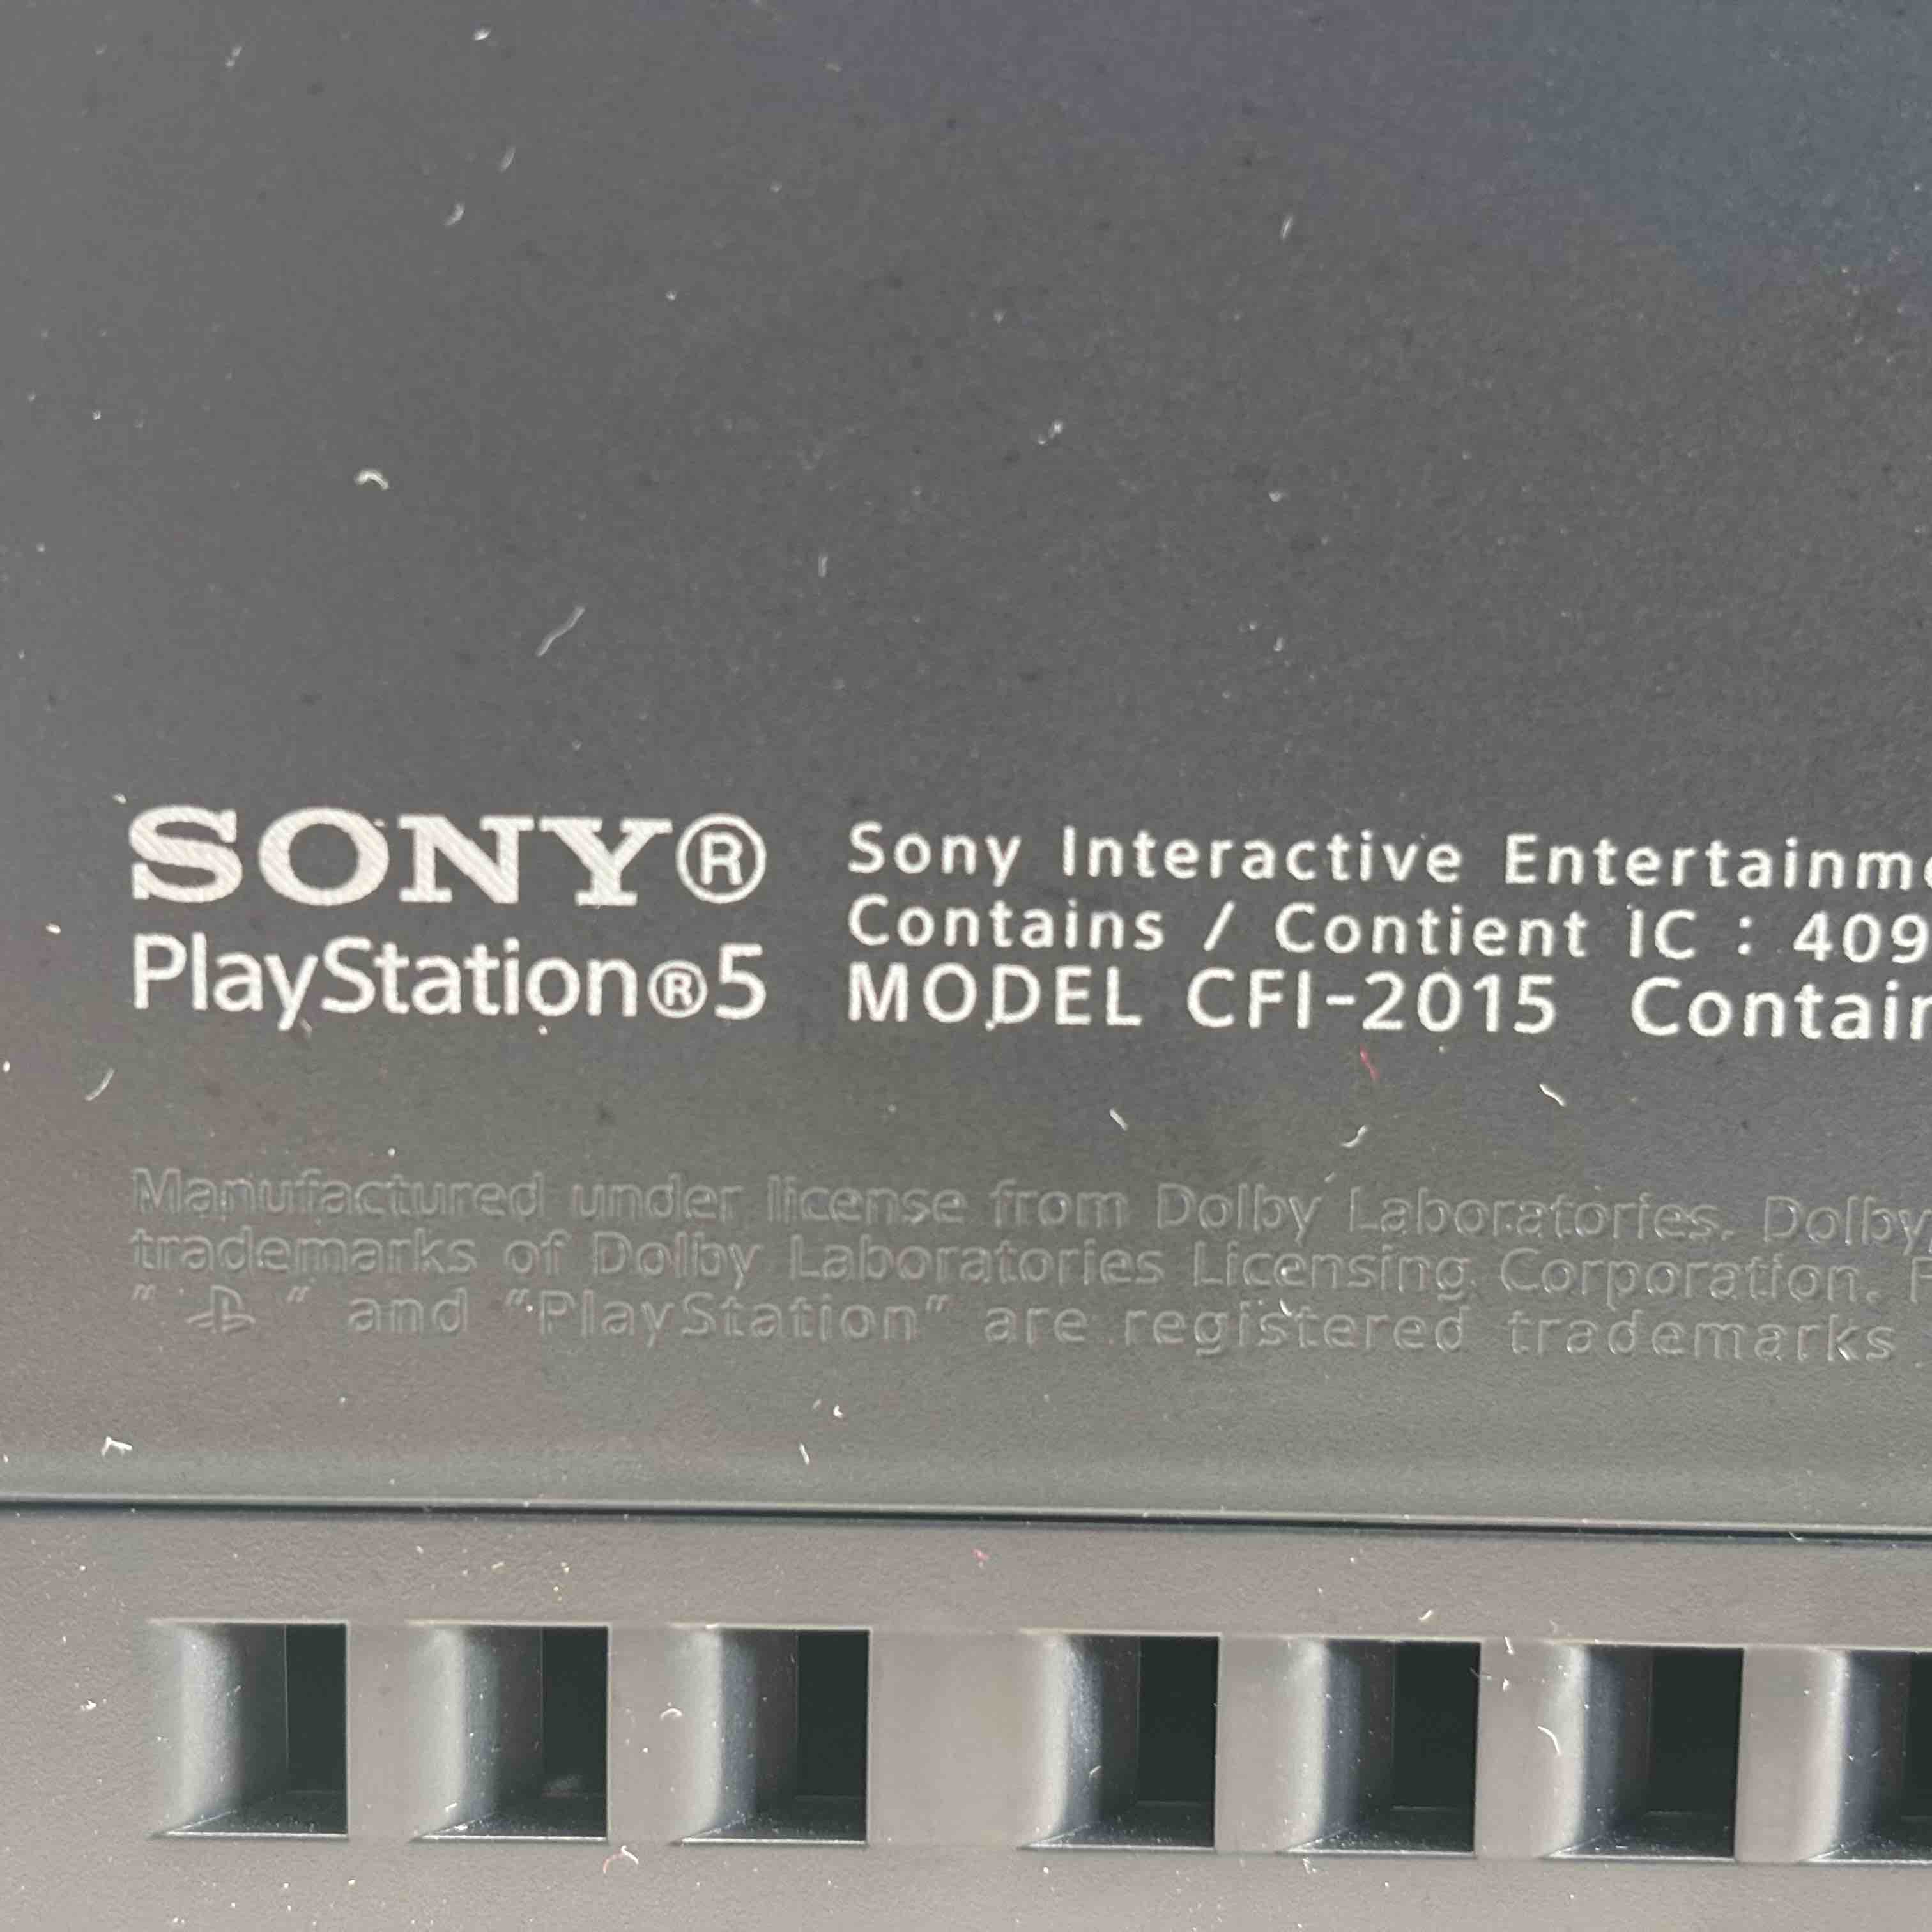 SONY®
PlayStation®5
Sony Interactive Entertainme
Contains / Contient IC : 409
MODEL CFI-2015 Contain
Manufactured under license from Dolby Laboratories. Dolby,
trademarks of Dolby Laboratories Licensing Corporation.
" " and "PlayStation" are registered trademarks